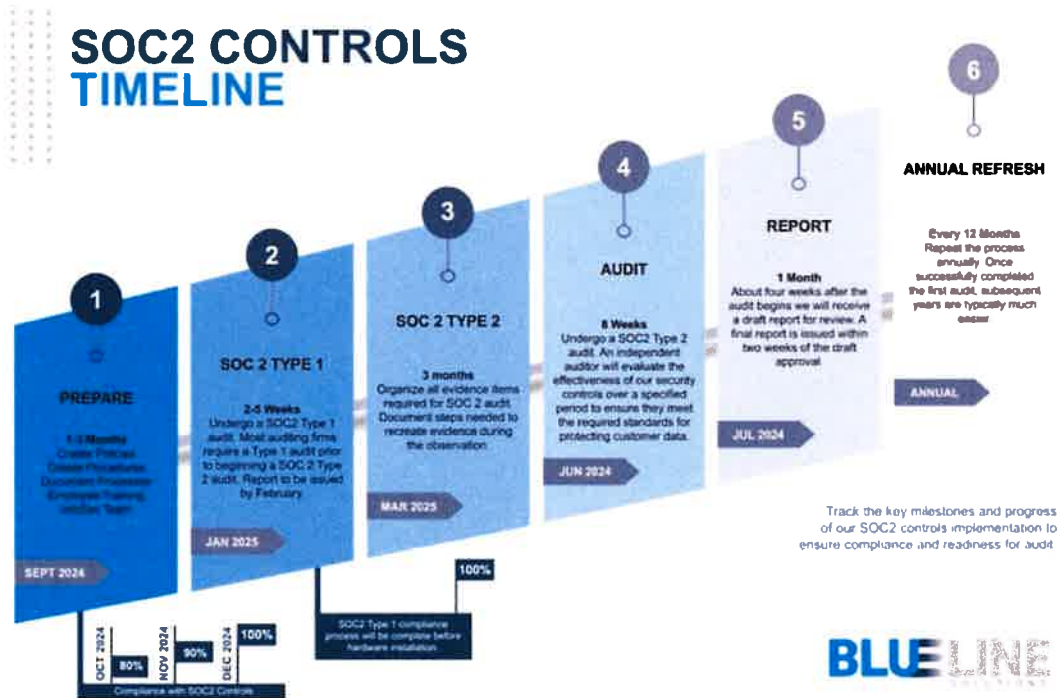 SOC2 CONTROLS
TIMELINE
1
PREPARE
1-3 Months
Create Policies
Create Procedures
Document Processes
Employee Training
InfoSec Team
SEPT 2024
2
SOC 2 TYPE 1
2-5 Weeks
Undergo a SOC2 Type 1
audit. Most auditing firms
require a Type 1 audit prior
to beginning a SOC 2 Type
2 audit. Report to be issued
by February.
JAN 2025
3
SOC 2 TYPE 2
3 months
Organize all evidence items
required for SOC 2 audit.
Document steps needed to
recreate evidence during
the observation
MAR 2025
4
AUDIT
8 Weeks
Undergo a SOC2 Type 2
audit. An independent
auditor will evaluate the
effectiveness of our security
controls over a specified
period to ensure they meet
the required standards for
protecting customer data.
JUN 2024
5
REPORT
1 Month
About four weeks after the
audit begins we will receive
a draft report for review. A
final report is issued within
two weeks of the draft
approval
JUL 2024
6
ANNUAL REFRESH
Every 12 Months
Repeat the process
annually. Once
successfully completed
the first audit, subsequent
years are typically much
easier
ANNUAL
Track the key milestones and progress
of our SOC2 controls implementation to
ensure compliance and readiness for audit
OCT 2024
80%
NOV 2024
90%
DEC 2024
100%
Compliance with SOC2 Controls
100%
SOC2 Type 1 compliance
process will be complete before
hardware installation
BLUELINE
SOLUTIONS